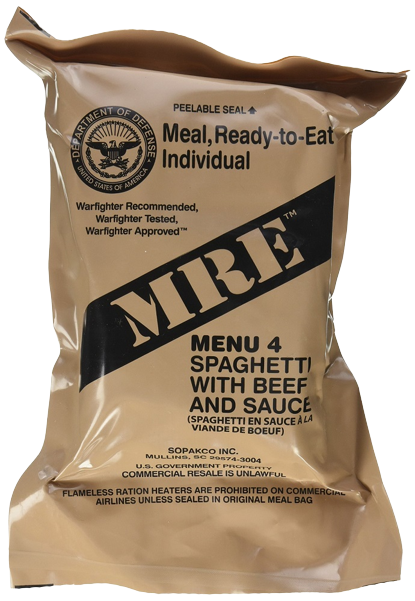 PEELABLE SEAL
DEPARTMENT OF DEFENSE
UNITED STATES OF AMERICA
Meal, Ready-to-Eat
Individual
Warfighter Recommended,
Warfighter Tested,
Warfighter Approved™
MRE™
MENU 4
SPAGHETTI
WITH BEEF
AND SAUCE
(SPAGHETTI EN SAUCE À LA
VIANDE DE BOEUF)
SOPAKCO INC.
MULLINS, SC 29574-3004
U.S. GOVERNMENT PROPERTY
COMMERCIAL RESALE IS UNLAWFUL
FLAMELESS RATION HEATERS ARE PROHIBITED ON COMMERCIAL
AIRLINES UNLESS SEALED IN ORIGINAL MEAL BAG